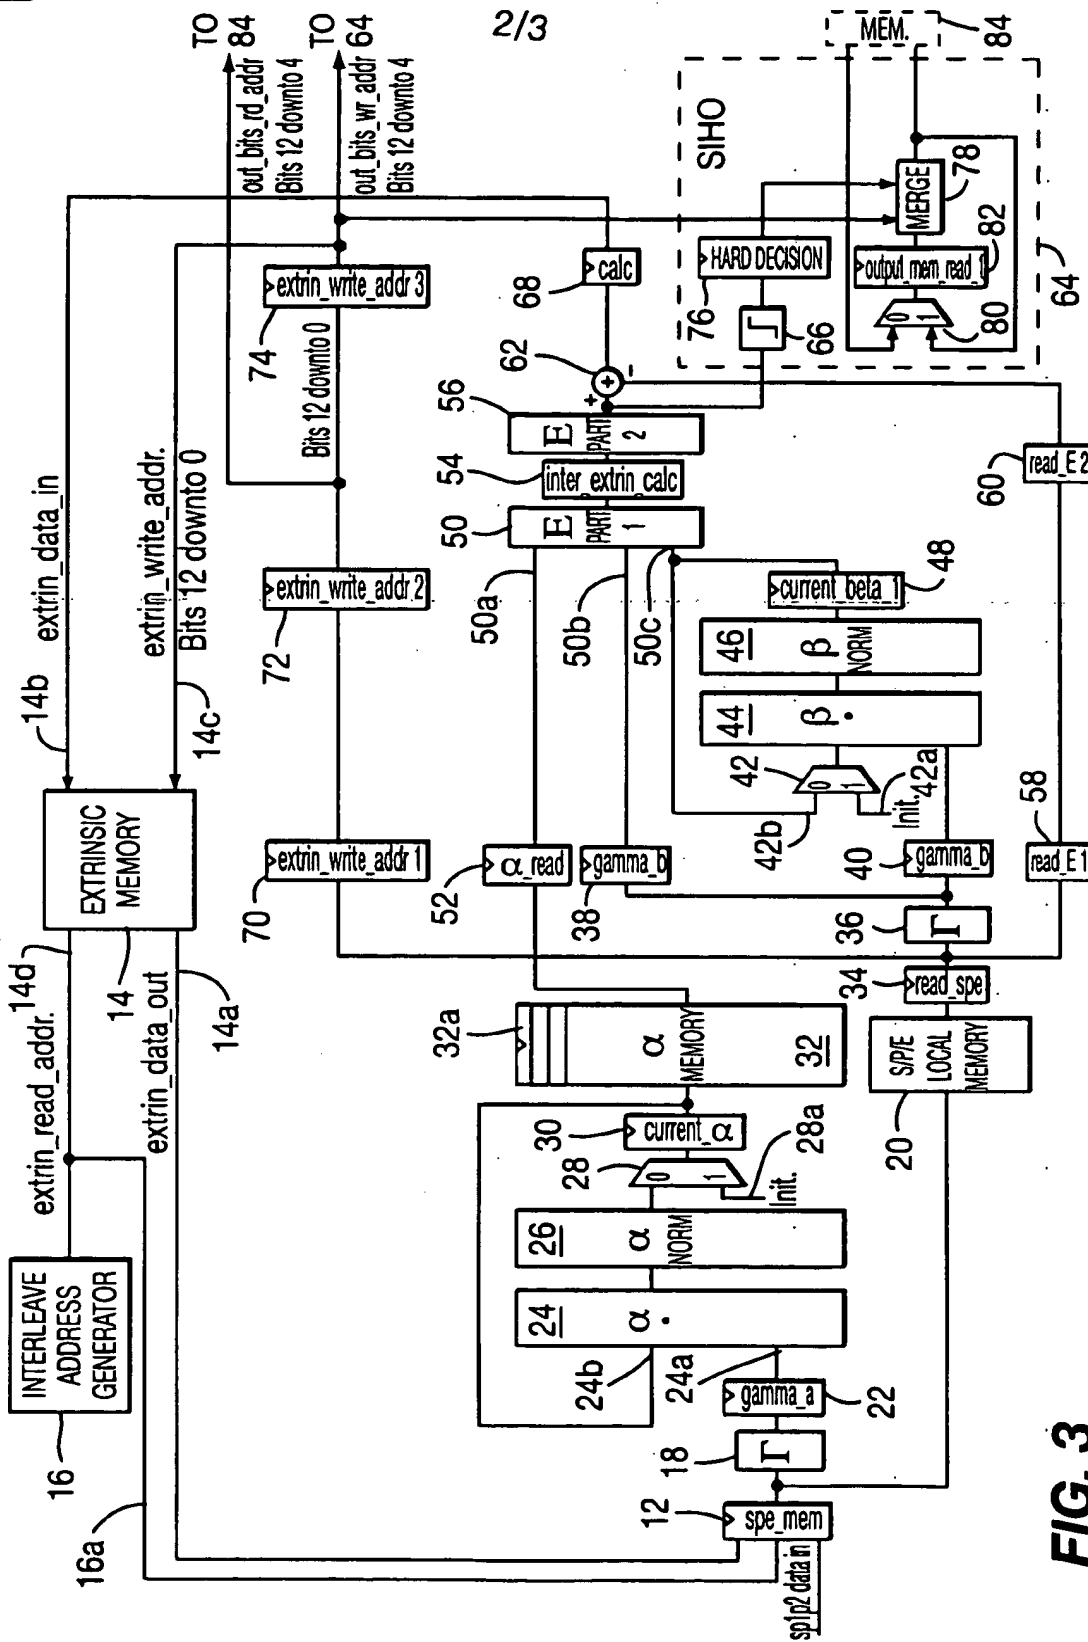 2/3
TO
84
TO
64
out_bits_rd_addr
Bits 12 downto 4
out_bits_wr_addr
Bits 12 downto 4
MEM.
84
SIHO
extrin_data_in
14b
extrin_write_addr.
Bits 12 downto 0
14c
EXTRINSIC
MEMORY
14
14d
extrin_read_addr.
extrin_data_out
14a
INTERLEAVE
ADDRESS
GENERATOR
16
16a
extrin_write_addr 3
74
Bits 12 downto 0
extrin_write_addr 2
72
extrin_write_addr 1
70
calc
68
HARD DECISION
76
MERGE
78
output_mem_read_1
82
0
1
80
64
66
62
+
+
-
56
E
PART
2
54
inter_extrin_calc
50
E
PART
1
50a
50b
50c
read_E 2
60
read_E 1
58
current_beta_1
48
46
β
NORM
44
β
42
0
1
42a
42b
Init.
α_read
52
gamma_b
38
gamma_b
40
Γ
36
read_spe
34
S/P/E
LOCAL
MEMORY
20
32a
α
MEMORY
32
30
current_α
28
0
1
28a
Init.
26
α
NORM
24
α
24b
24a
gamma_a
22
Γ
18
spe_mem
12
sp1p2 data in
FIG. 3